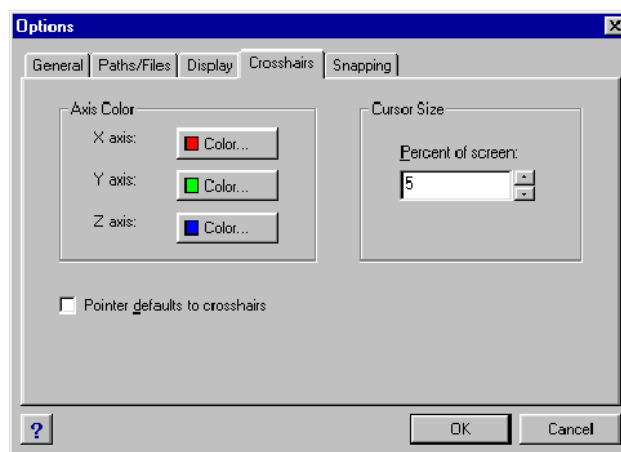 Options
General Paths/Files Display Crosshairs Snapping
Axis Color
X axis: Color...
Y axis: Color...
Z axis: Color...
Cursor Size
Percent of screen:
5
Pointer defaults to crosshairs
? OK Cancel